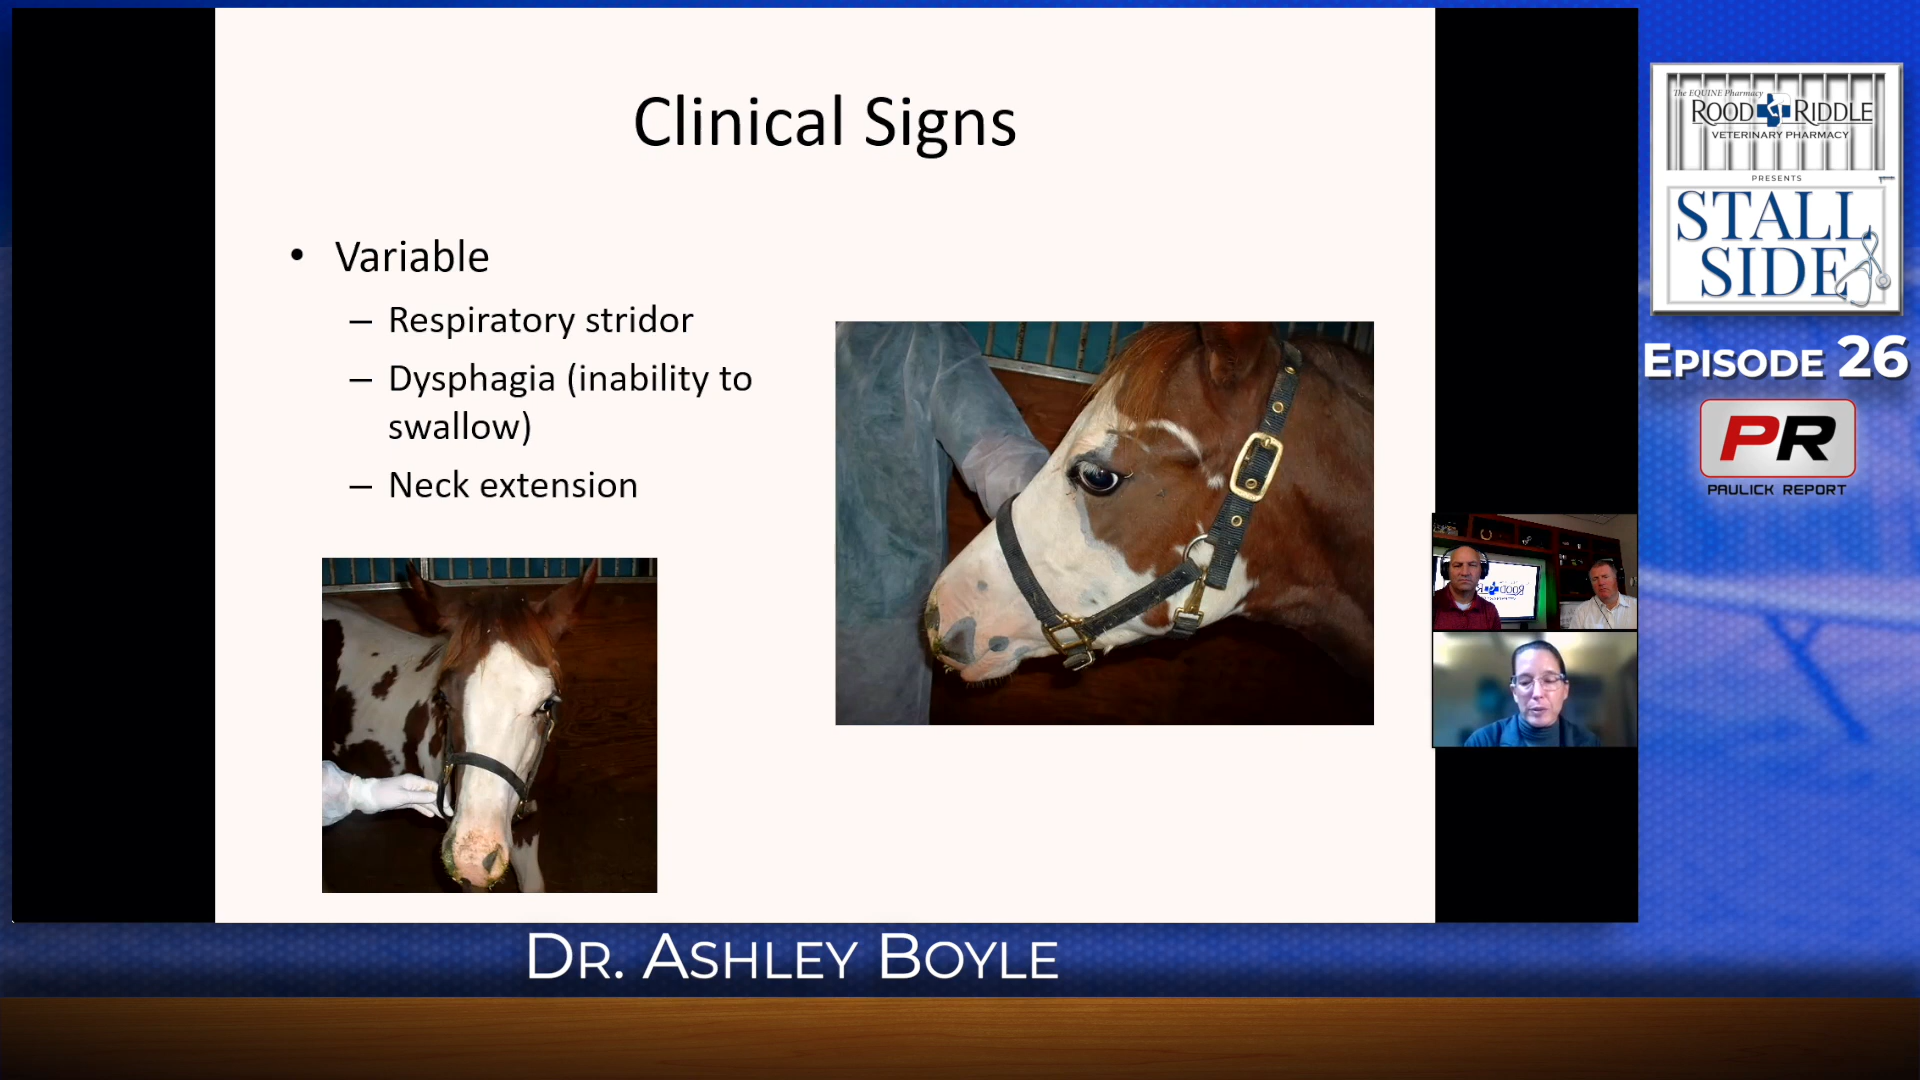 Clinical Signs
• Variable
– Respiratory stridor
– Dysphagia (inability to
swallow)
– Neck extension
The EQUINE Pharmacy
ROOD RIDDLE
VETERINARY PHARMACY
PRESENTS
STALL
SIDE
EPISODE 26
PR
PAULICK REPORT
DR. ASHLEY BOYLE